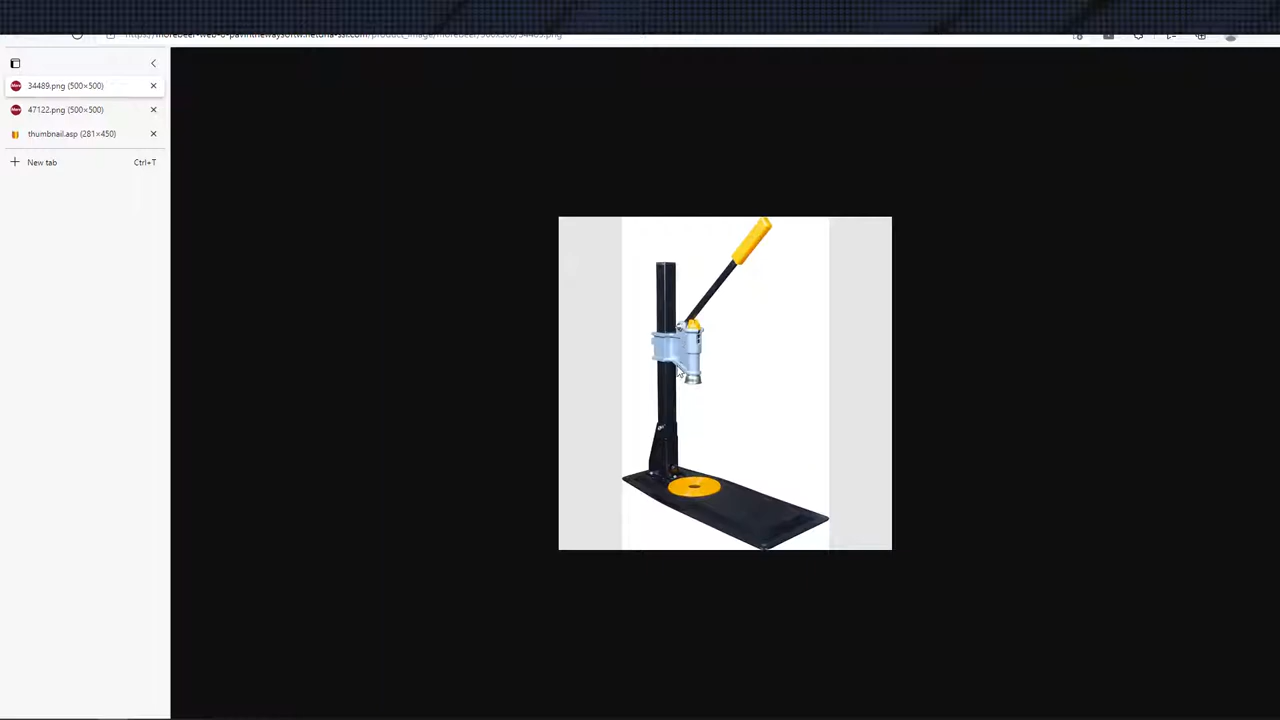 34489.png (500×500)
47122.png (500×500)
thumbnail.asp (281×450)
New tab Ctrl+T